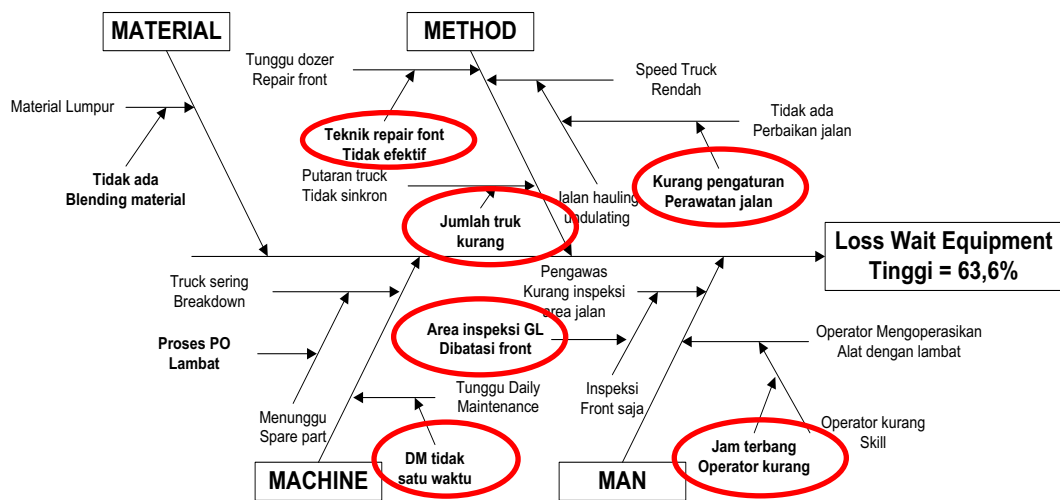 MATERIAL
METHOD
Tunggu dozer
Repair front
Speed Truck
Rendah
Material Lumpur
Tidak ada
Perbaikan jalan
Teknik repair font
Tidak efektif
Tidak ada
Blending material
Putaran truck
Tidak sinkron
Kurang pengaturan
Perawatan jalan
Jalan hauling
undulating
Jumlah truk
kurang
Loss Wait Equipment
Tinggi = 63,6%
Truck sering
Breakdown
Pengawas
Kurang inspeksi
area jalan
Proses PO
Lambat
Area inspeksi GL
Dibatasi front
Operator Mengoperasikan
Alat dengan lambat
Tunggu Daily
Maintenance
Inspeksi
Front saja
Menunggu
Spare part
Operator kurang
Skill
DM tidak
satu waktu
Jam terbang
Operator kurang
MACHINE
MAN